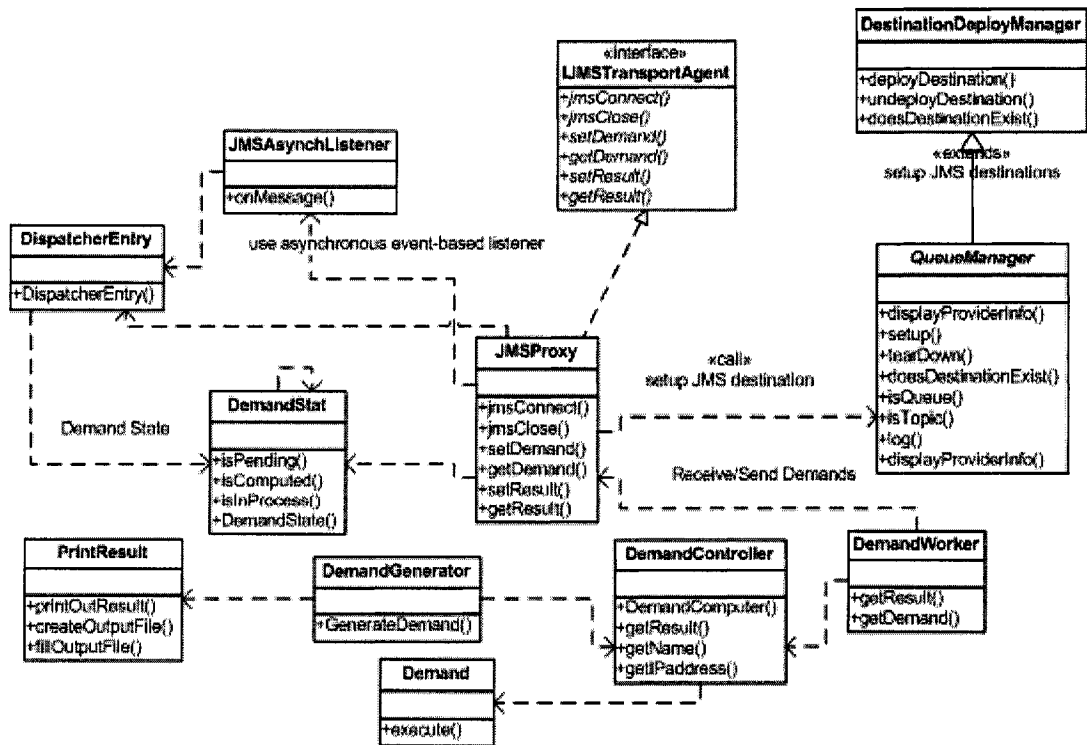 DestinationDeployManager
+deployDestination()
+undeployDestination()
+doesDestinationExist()
«extends»
setup JMS destinations
«interface»
IJMSTransportAgent
+jmsConnect()
+jmsClose()
+setDemand()
+getDemand()
+setResult()
+getResult()
JMSAsynchListener
+onMessage()
use asynchronous event-based listener
DispatcherEntry
+DispatcherEntry()
QueueManager
+displayProviderInfo()
+setup()
+tearDown()
+doesDestinationExist()
+isQueue()
+isTopic()
+log()
+displayProviderInfo()
JMSProxy
+jmsConnect()
+jmsClose()
+setDemand()
+getDemand()
+setResult()
+getResult()
«call»
setup JMS destination
Receive/Send Demands
Demand State
DemandStat
+isPending()
+isComputed()
+isInProcess()
+DemandState()
PrintResult
+printOutResult()
+createOutputFile()
+fillOutputFile()
DemandGenerator
+GenerateDemand()
DemandController
+DemandComputer()
+getResult()
+getName()
+getIPaddress()
DemandWorker
+getResult()
+getDemand()
Demand
+execute()